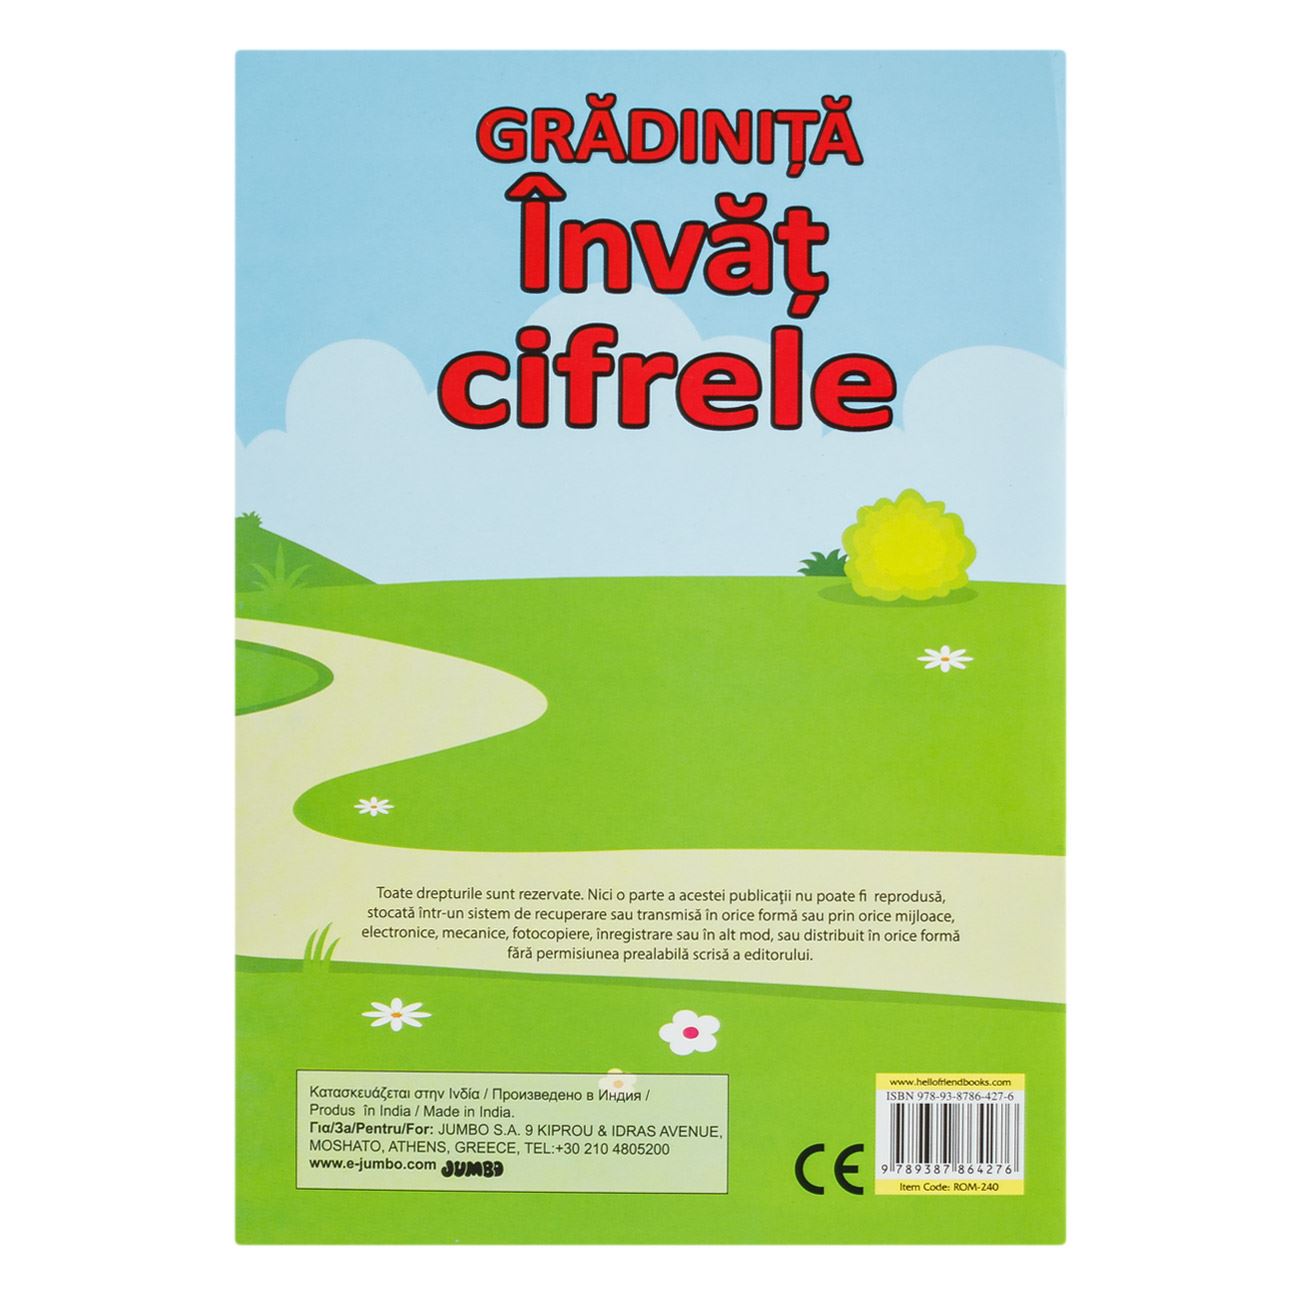 GRĂDINIȚĂ
Învăț
cifrele
Toate drepturile sunt rezervate. Nici o parte a acestei publicaţii nu poate fi reprodusă,
stocată într-un sistem de recuperare sau transmisă în orice formă sau prin orice mijloace,
electronice, mecanice, fotocopiere, înregistrare sau în alt mod, sau distribuit în orice formă
fără permisiunea prealabilă scrisă a editorului.
Κατασκευάζεται στην Ινδία / Произведено в Индия /
Produs în India / Made in India.
Για/За/Pentru/For: JUMBO S.A. 9 KIPROU & IDRAS AVENUE,
MOSHATO, ATHENS, GREECE, TEL:+30 210 4805200
www.e-jumbo.com JUMBO
CE
www.hellofriendbooks.com
ISBN 978-93-8786-427-6
9 789387 864276
Item Code: ROM-240